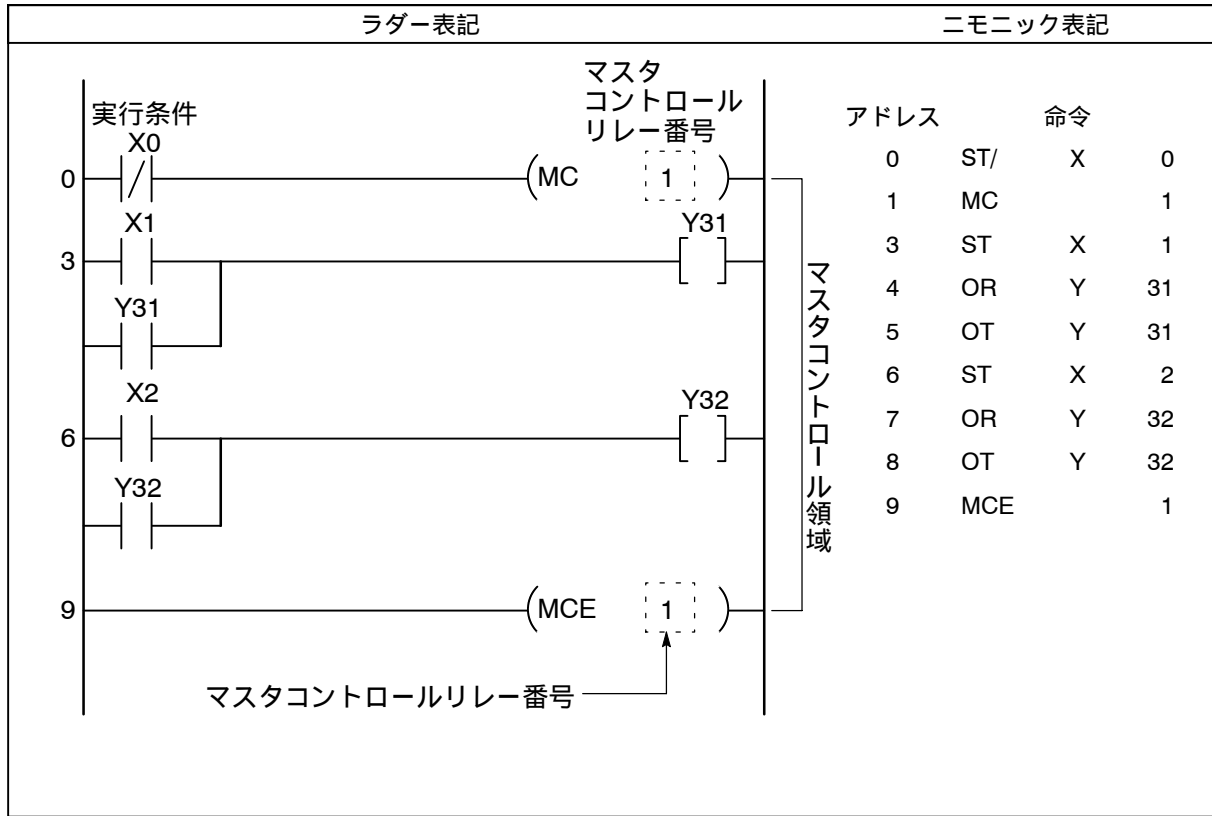 ラダー表記
ニモニック表記
実行条件
X0
マスタ
コントロール
リレー番号
0
(MC 1 )
X1
Y31
3
Y31
X2
Y32
6
Y32
9
(MCE 1 )
マスタコントロールリレー番号
マスタコントロール領域
アドレス 命令
0 ST/ X 0
1 MC 1
3 ST X 1
4 OR Y 31
5 OT Y 31
6 ST X 2
7 OR Y 32
8 OT Y 32
9 MCE 1